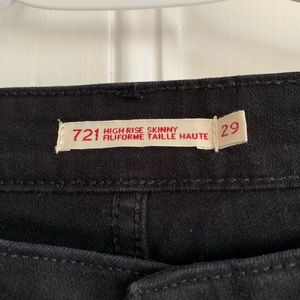 721 HIGH RISE SKINNY
FILIFORME TAILLE HAUTE
29